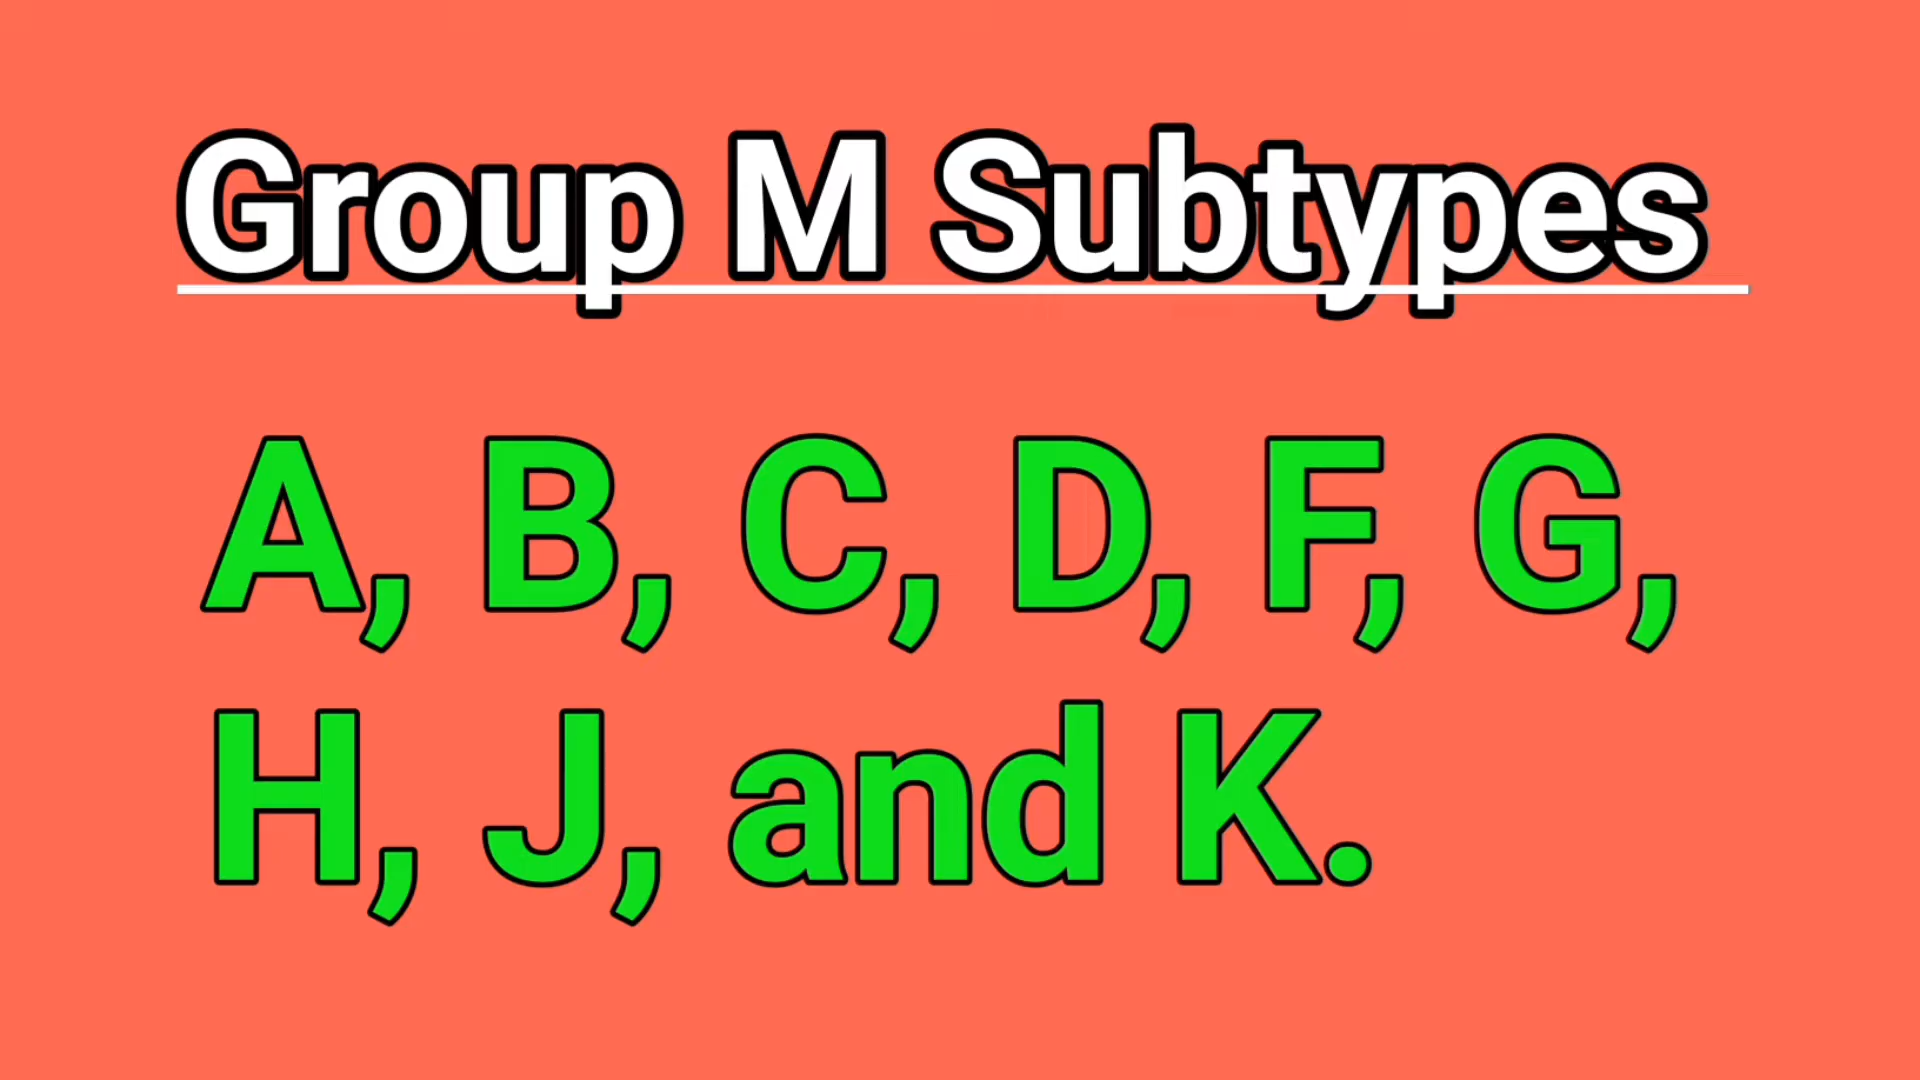 Group M Subtypes
A, B, C, D, F, G,
H, J, and K.